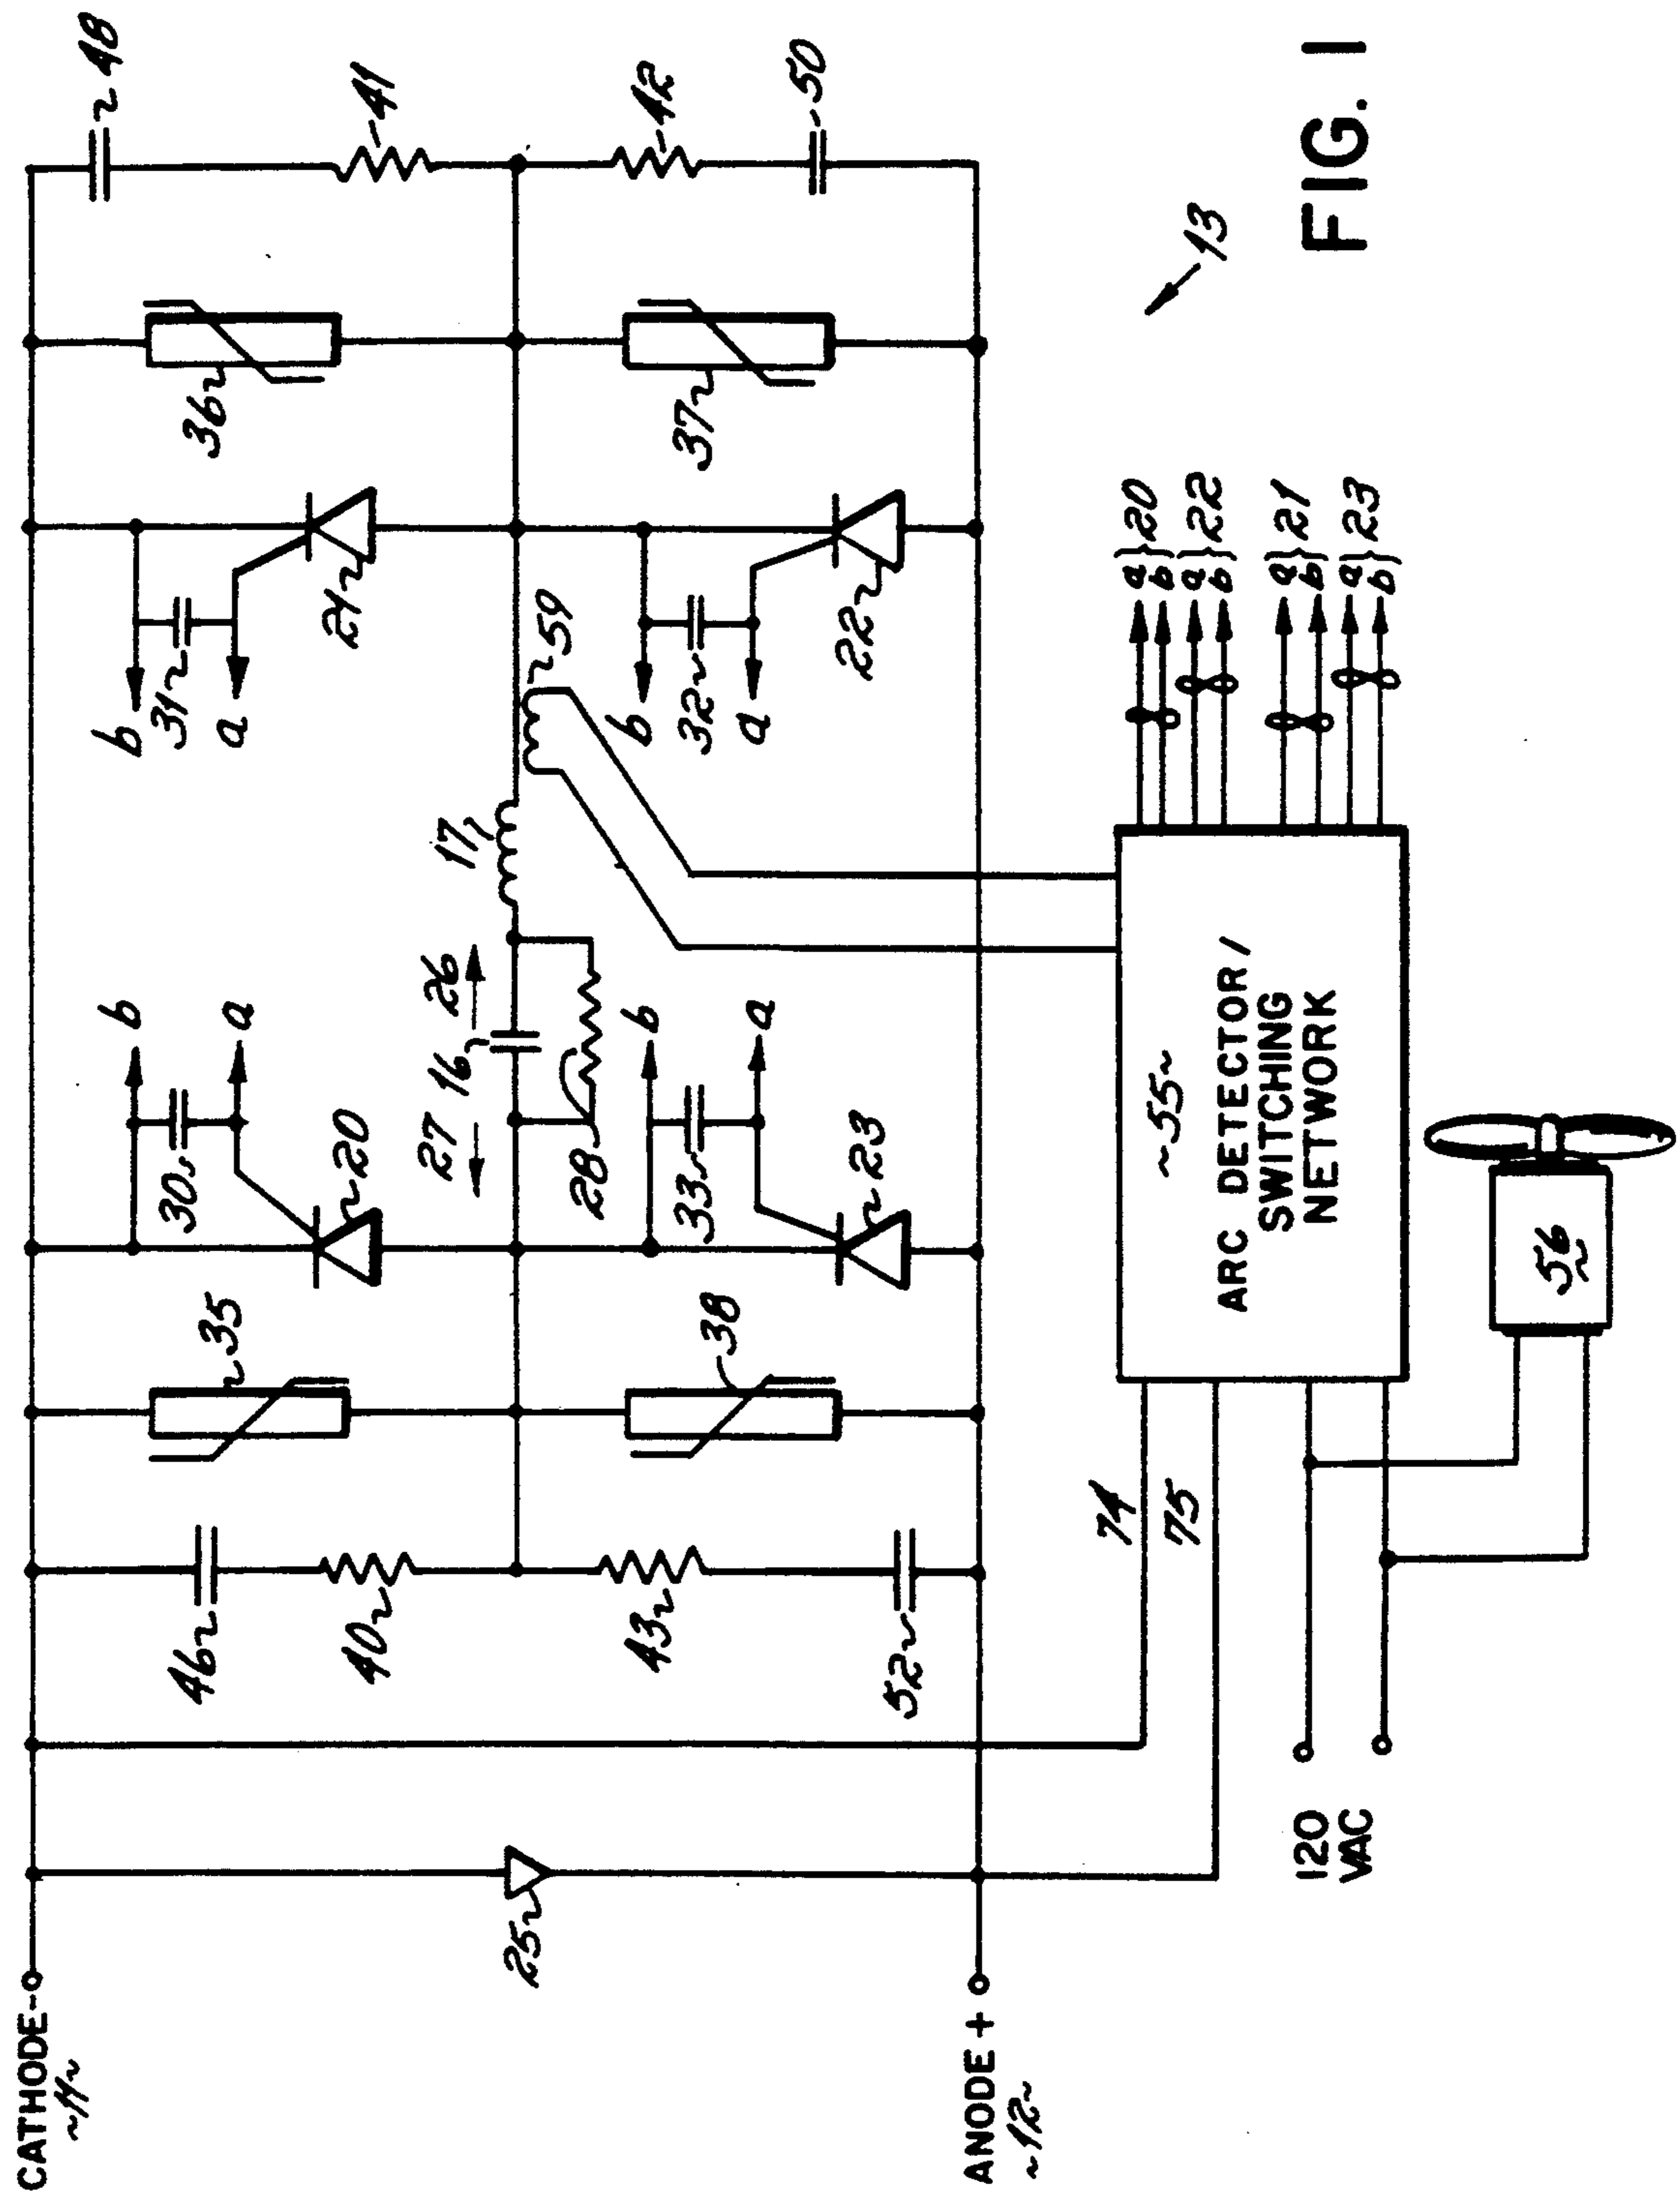 CATHODE -
~11~
ANODE +
~12~
25
46
40
43
52
35
38
30
b
a
20
27
16
26
17
28
33
b
a
23
59
b
31
a
21
b
32
a
22
36
37
48
41
42
50
74
75
120
VAC
~55~
ARC DETECTOR/
SWITCHING
NETWORK
56
a } 20
b
a } 22
b
a } 21
b
a } 23
b
13
FIG. 1